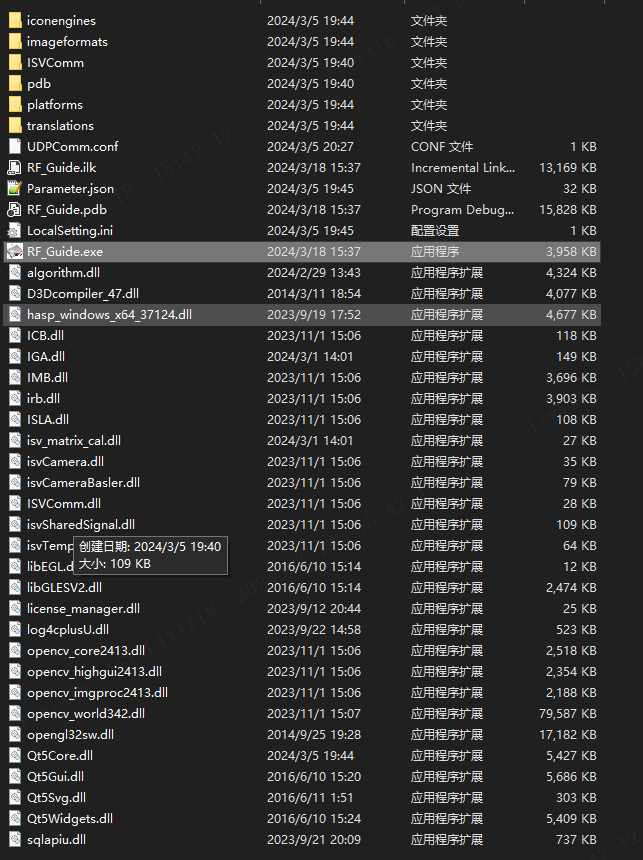 iconengines 2024/3/5 19:44 文件夹
imageformats 2024/3/5 19:44 文件夹
ISVComm 2024/3/5 19:40 文件夹
pdb 2024/3/5 19:40 文件夹
platforms 2024/3/5 19:44 文件夹
translations 2024/3/5 19:44 文件夹
UDPComm.conf 2024/3/5 20:27 CONF 文件 1 KB
RF_Guide.ilk 2024/3/18 15:37 Incremental Link... 13,169 KB
Parameter.json 2024/3/5 19:45 JSON 文件 32 KB
RF_Guide.pdb 2024/3/18 15:37 Program Debug... 15,828 KB
LocalSetting.ini 2024/3/5 19:40 配置设置 1 KB
RF_Guide.exe 2024/3/18 15:37 应用程序 3,958 KB
algorithm.dll 2024/2/29 13:43 应用程序扩展 4,324 KB
D3Dcompiler_47.dll 2014/3/11 18:54 应用程序扩展 4,077 KB
hasp_windows_x64_37124.dll 2023/9/19 17:52 应用程序扩展 4,677 KB
ICB.dll 2023/11/1 15:06 应用程序扩展 118 KB
IGA.dll 2024/3/1 14:01 应用程序扩展 149 KB
IMB.dll 2023/11/1 15:06 应用程序扩展 3,696 KB
irb.dll 2023/11/1 15:06 应用程序扩展 3,903 KB
ISLA.dll 2023/11/1 15:06 应用程序扩展 108 KB
isv_matrix_cal.dll 2024/3/1 14:01 应用程序扩展 27 KB
isvCamera.dll 2023/11/1 15:06 应用程序扩展 35 KB
isvCameraBasler.dll 2023/11/1 15:06 应用程序扩展 79 KB
ISVComm.dll 2023/11/1 15:06 应用程序扩展 28 KB
isvSharedSignal.dll 2023/11/1 15:06 应用程序扩展 109 KB
isvTemp 2023/11/1 15:06 应用程序扩展 64 KB
创建日期: 2024/3/5 19:40
大小: 109 KB
libEGL.d 2016/6/10 15:14 应用程序扩展 12 KB
libGLESV2.dll 2016/6/10 15:14 应用程序扩展 2,474 KB
license_manager.dll 2023/9/12 20:44 应用程序扩展 25 KB
log4cplusU.dll 2023/9/22 14:58 应用程序扩展 523 KB
opencv_core2413.dll 2023/11/1 15:06 应用程序扩展 2,518 KB
opencv_highgui2413.dll 2023/11/1 15:06 应用程序扩展 2,354 KB
opencv_imgproc2413.dll 2023/11/1 15:06 应用程序扩展 2,188 KB
opencv_world342.dll 2023/11/1 15:07 应用程序扩展 79,587 KB
opengl32sw.dll 2014/9/25 19:28 应用程序扩展 17,182 KB
Qt5Core.dll 2024/3/5 19:44 应用程序扩展 5,427 KB
Qt5Gui.dll 2016/6/10 15:20 应用程序扩展 5,686 KB
Qt5Svg.dll 2016/6/11 1:51 应用程序扩展 303 KB
Qt5Widgets.dll 2016/6/10 15:24 应用程序扩展 5,409 KB
sqlapiu.dll 2023/9/21 20:09 应用程序扩展 737 KB